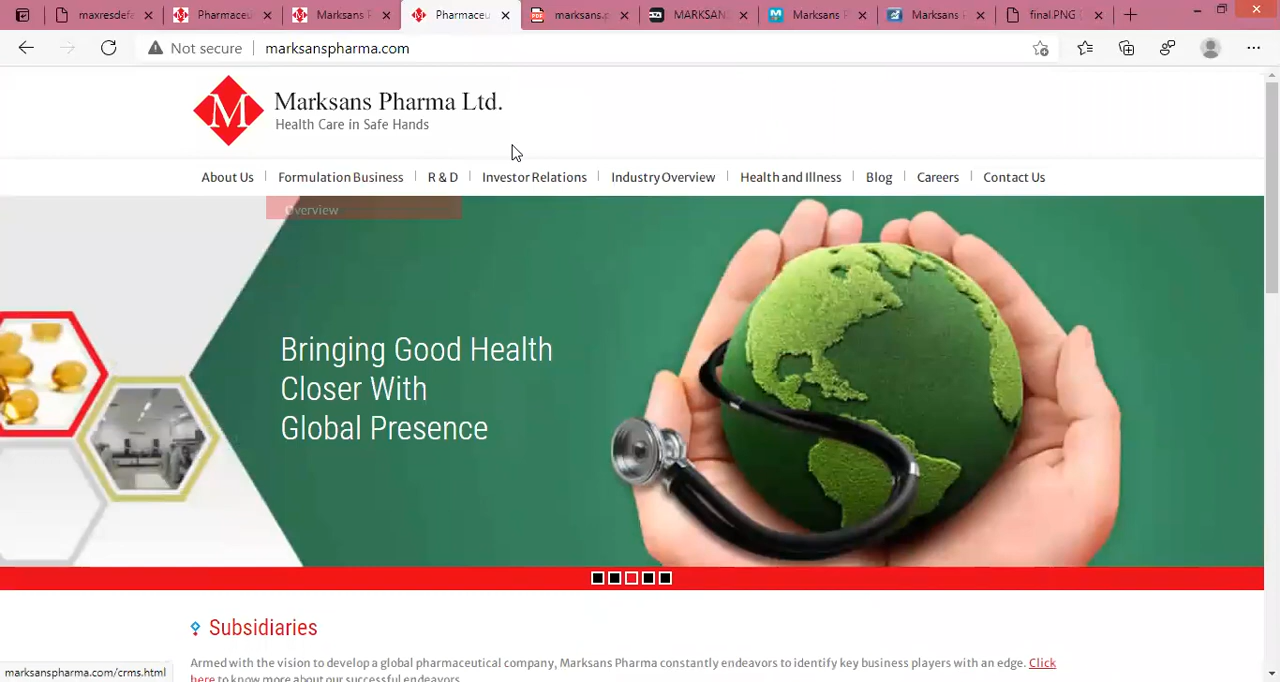 maxresdefa
Pharmaceu
Marksans P
Pharmaceu
marksans.p
MARKSAN
Marksans P
Marksans P
final.PNG
Not secure
marksanspharma.com
M
Marksans Pharma Ltd.
Health Care in Safe Hands
About Us
Formulation Business
R & D
Investor Relations
Industry Overview
Health and Illness
Blog
Careers
Contact Us
Overview
Bringing Good Health
Closer With
Global Presence
Subsidiaries
Armed with the vision to develop a global pharmaceutical company, Marksans Pharma constantly endeavors to identify key business players with an edge. Click
here to know more about our successful endeavors
marksanspharma.com/crms.html